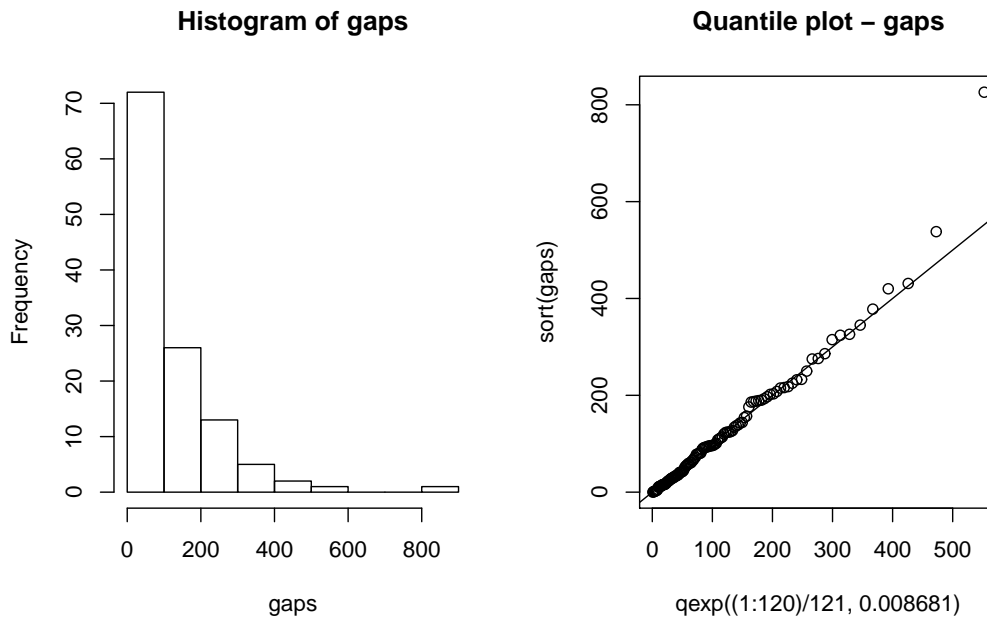 Histogram of gaps
Frequency
0 10 20 30 40 50 60 70
0 200 400 600 800
gaps
Quantile plot − gaps
sort(gaps)
0 200 400 600 800
0 100 200 300 400 500
qexp((1:120)/121, 0.008681)